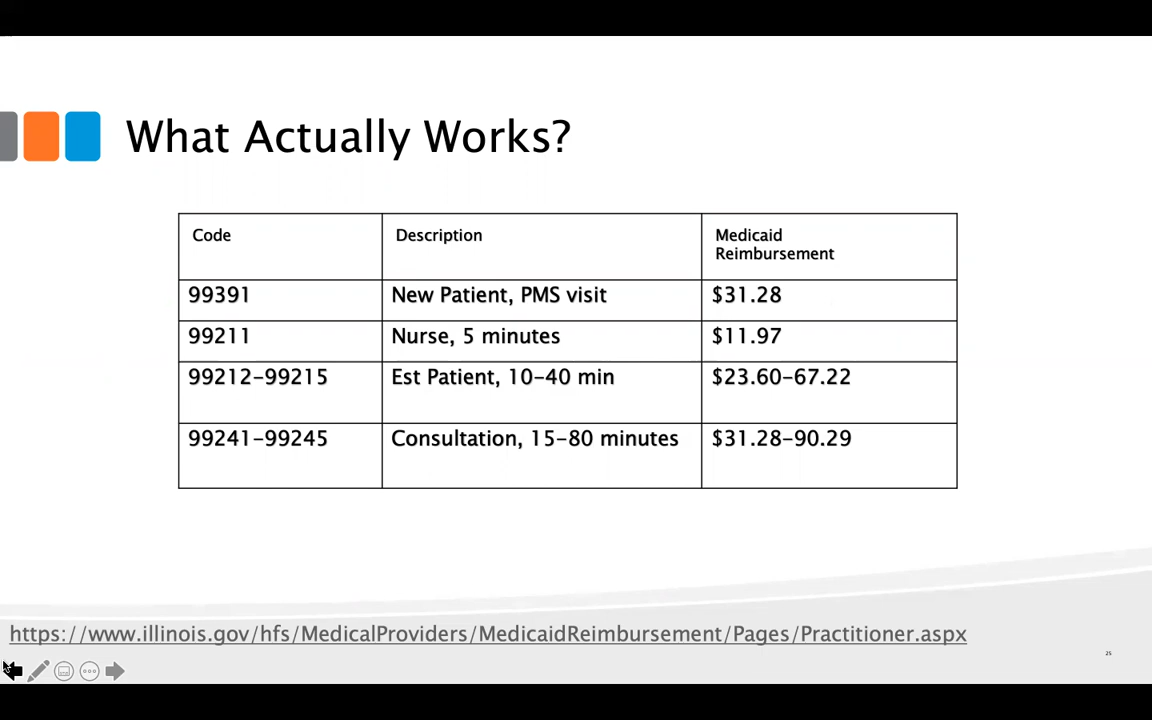 What Actually Works?
Code Description Medicaid
Reimbursement
99391 New Patient, PMS visit $31.28
99211 Nurse, 5 minutes $11.97
99212-99215 Est Patient, 10-40 min $23.60-67.22
99241-99245 Consultation, 15-80 minutes $31.28-90.29
https://www.illinois.gov/hfs/MedicalProviders/MedicaidReimbursement/Pages/Practitioner.aspx
25